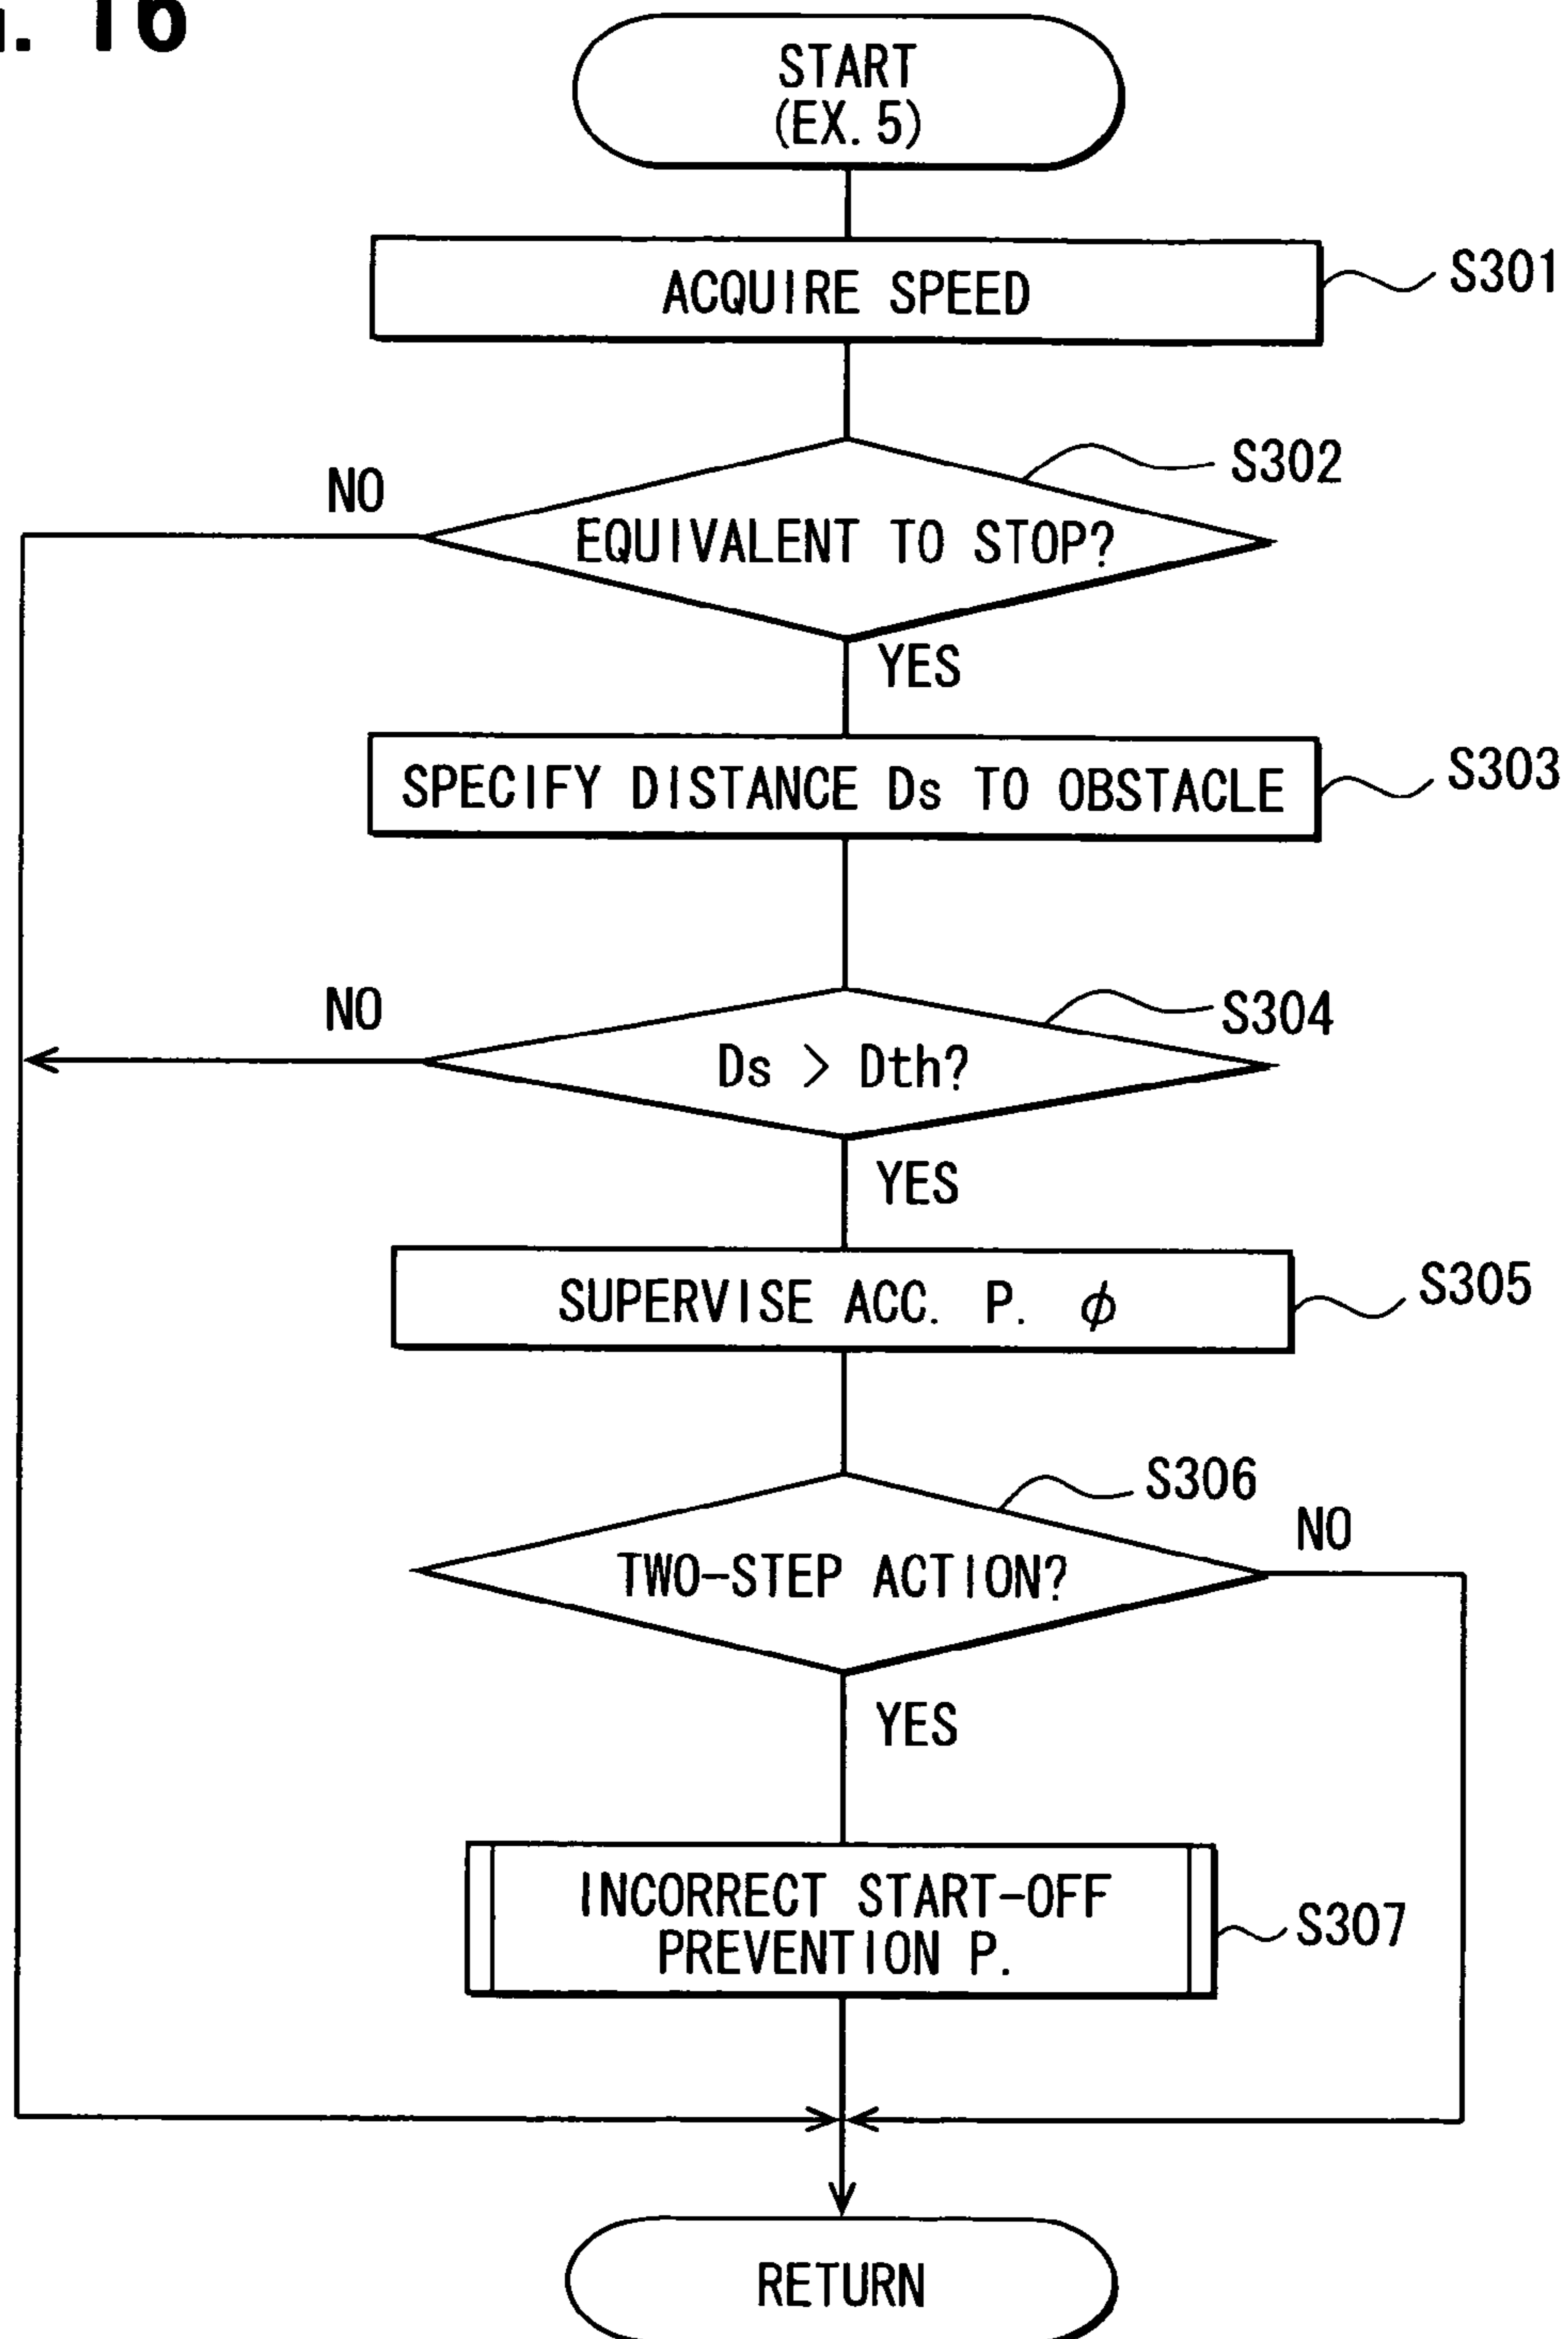 . 16
START
(EX. 5)
ACQUIRE SPEED
S301
S302
NO
EQUIVALENT TO STOP?
YES
SPECIFY DISTANCE Ds TO OBSTACLE
S303
NO
S304
Ds > Dth?
YES
SUPERVISE ACC. P. φ
S305
S306
NO
TWO-STEP ACTION?
YES
INCORRECT START-OFF
PREVENTION P.
S307
RETURN